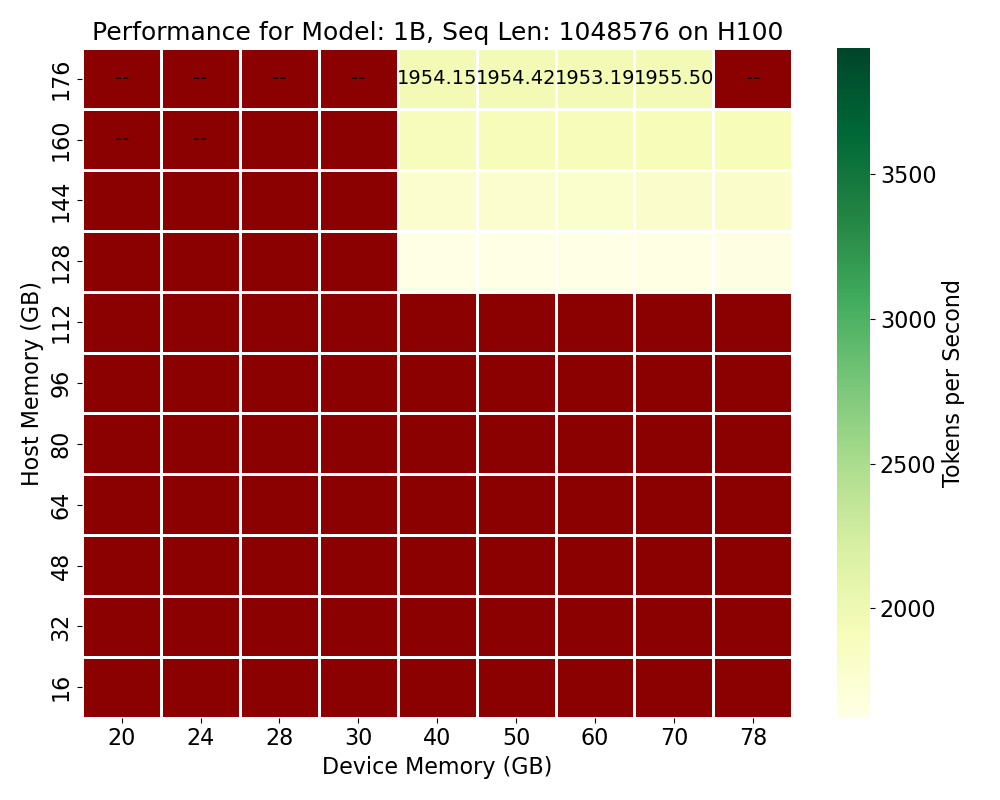 Performance for Model: 1B, Seq Len: 1048576 on H100
176 -- -- -- -- 1954.15 1954.42 1953.19 1955.50 --
160 -- --
144
128
112
96
80
64
48
32
16
Host Memory (GB)
20 24 28 30 40 50 60 70 78
Device Memory (GB)
3500
3000
2500
2000
Tokens per Second